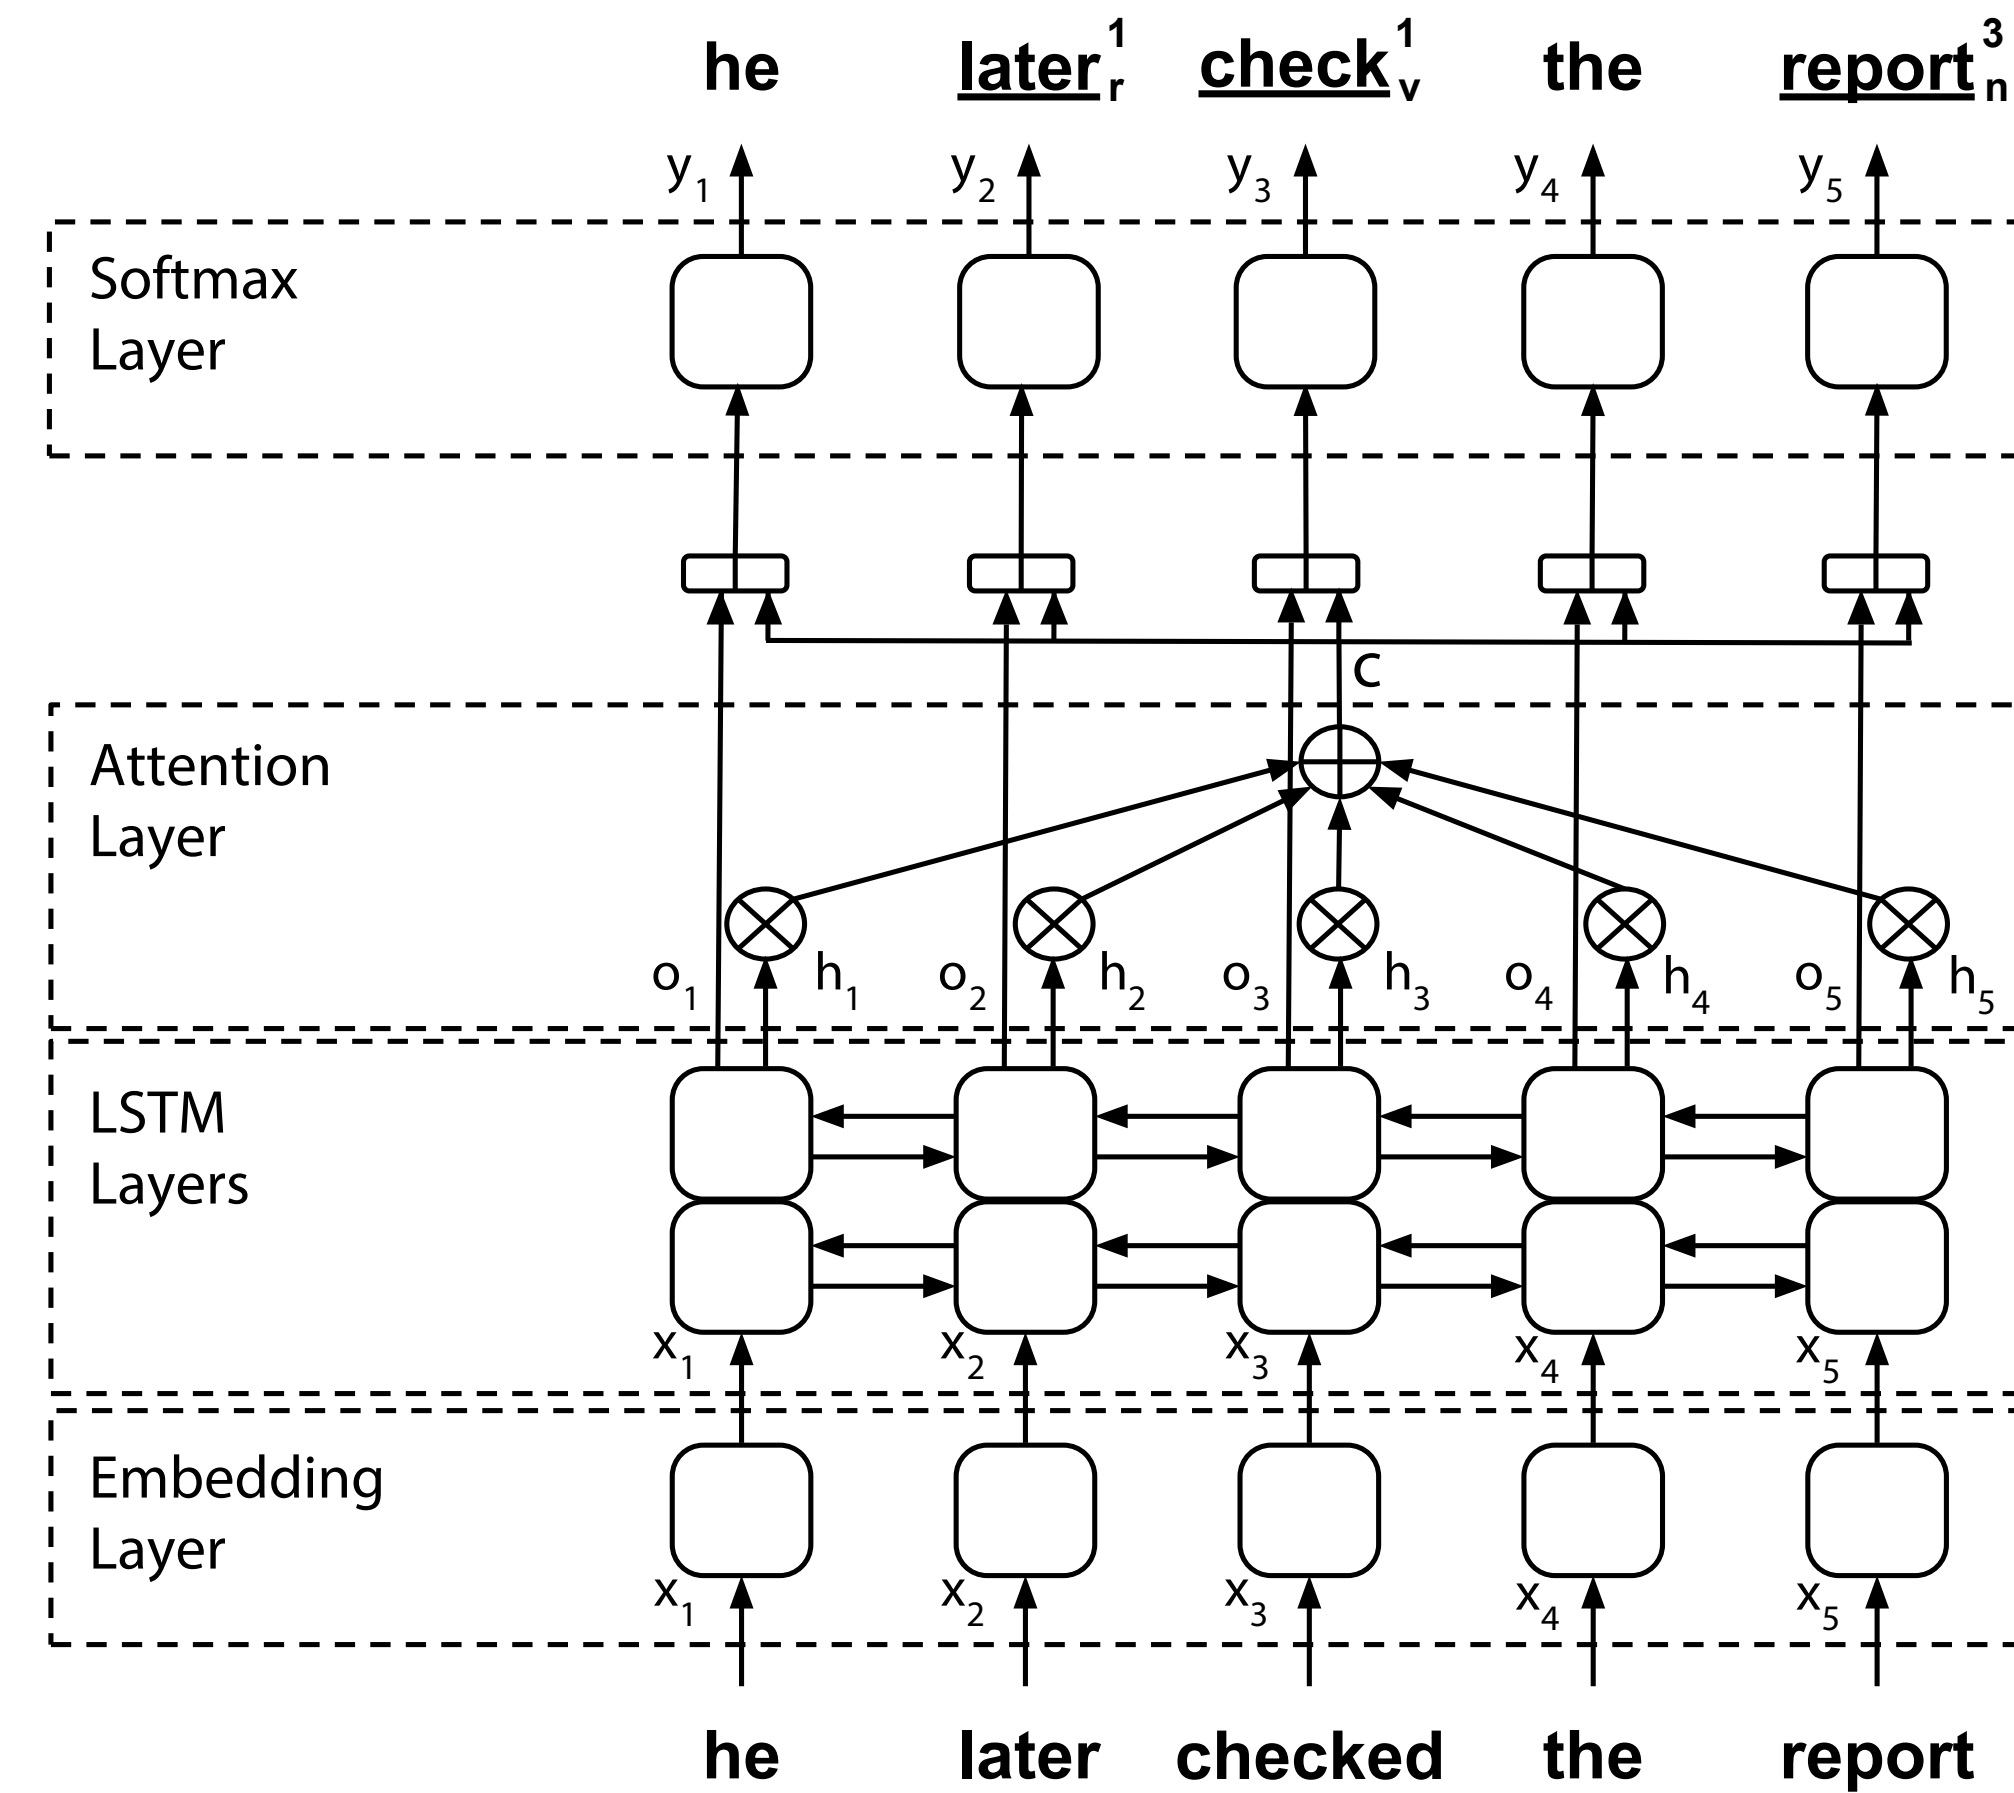 he later¹ᵣ check¹ᵥ the report³ₙ
y₁ y₂ y₃ y₄ y₅
Softmax
Layer
c
Attention
Layer
o₁ h₁ o₂ h₂ o₃ h₃ o₄ h₄ o₅ h₅
LSTM
Layers
x₁ x₂ x₃ x₄ x₅
Embedding
Layer
x₁ x₂ x₃ x₄ x₅
he later checked the report